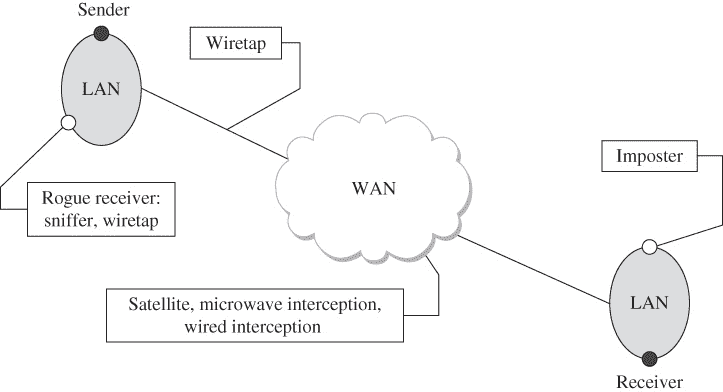 Sender
Wiretap
LAN
Imposter
WAN
Rogue receiver:
sniffer, wiretap
Satellite, microwave interception,
wired interception
LAN
Receiver